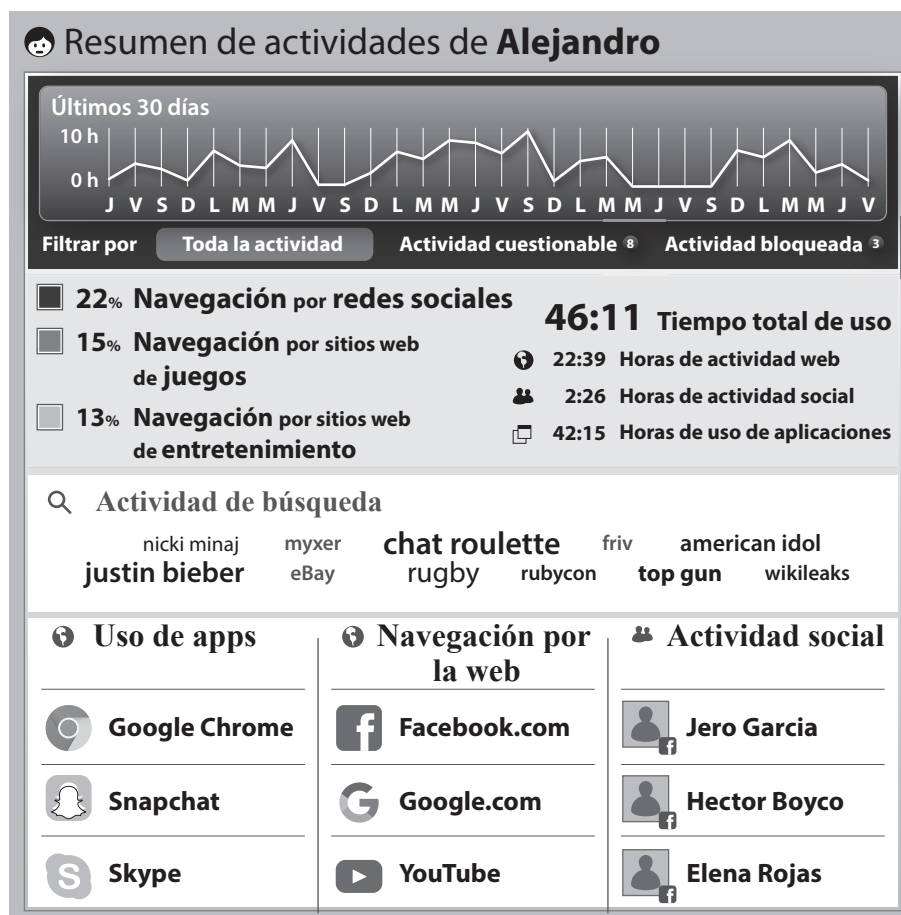 Resumen de actividades de Alejandro
Últimos 30 días
10 h
0 h
J V S D L M M J V S D L M M J V S D L M M J V S D L M M J V
Filtrar por Toda la actividad Actividad cuestionable 8 Actividad bloqueada 3
22% Navegación por redes sociales
15% Navegación por sitios web
de juegos
13% Navegación por sitios web
de entretenimiento
46:11 Tiempo total de uso
22:39 Horas de actividad web
2:26 Horas de actividad social
42:15 Horas de uso de aplicaciones
Actividad de búsqueda
nicki minaj myxer chat roulette friv american idol
justin bieber eBay rugby rubycon top gun wikileaks
Uso de apps
Google Chrome
Snapchat
Skype
Navegación por
la web
Facebook.com
Google.com
YouTube
Actividad social
Jero Garcia
Hector Boyco
Elena Rojas